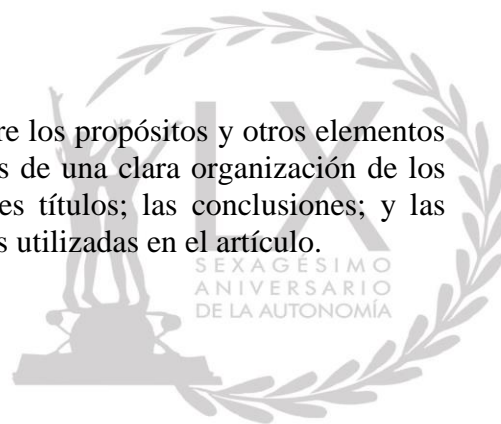 re los propósitos y otros elementos
s de una clara organización de los
es títulos; las conclusiones; y las
s utilizadas en el artículo.
LX
SEXAGÉSIMO
ANIVERSARIO
DE LA AUTONOMÍA